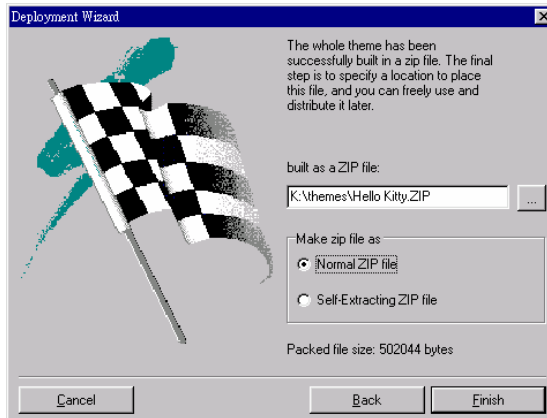 Deployment Wizard
The whole theme has been
successfully built in a zip file. The final
step is to specify a location to place
this file, and you can freely use and
distribute it later.
built as a ZIP file:
K:\themes\Hello Kitty.ZIP
...
Make zip file as
Normal ZIP file
Self-Extracting ZIP file
Packed file size: 502044 bytes
Cancel
Back
Finish